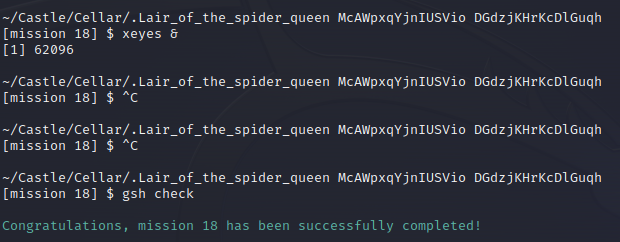 ~/Castle/Cellar/.Lair_of_the_spider_queen McAWpxqYjnIUSVio DGdzjKHrKcDlGuqh
[mission 18] $ xeyes &
[1] 62096
~/Castle/Cellar/.Lair_of_the_spider_queen McAWpxqYjnIUSVio DGdzjKHrKcDlGuqh
[mission 18] $ ^C
~/Castle/Cellar/.Lair_of_the_spider_queen McAWpxqYjnIUSVio DGdzjKHrKcDlGuqh
[mission 18] $ ^C
~/Castle/Cellar/.Lair_of_the_spider_queen McAWpxqYjnIUSVio DGdzjKHrKcDlGuqh
[mission 18] $ gsh check
Congratulations, mission 18 has been successfully completed!